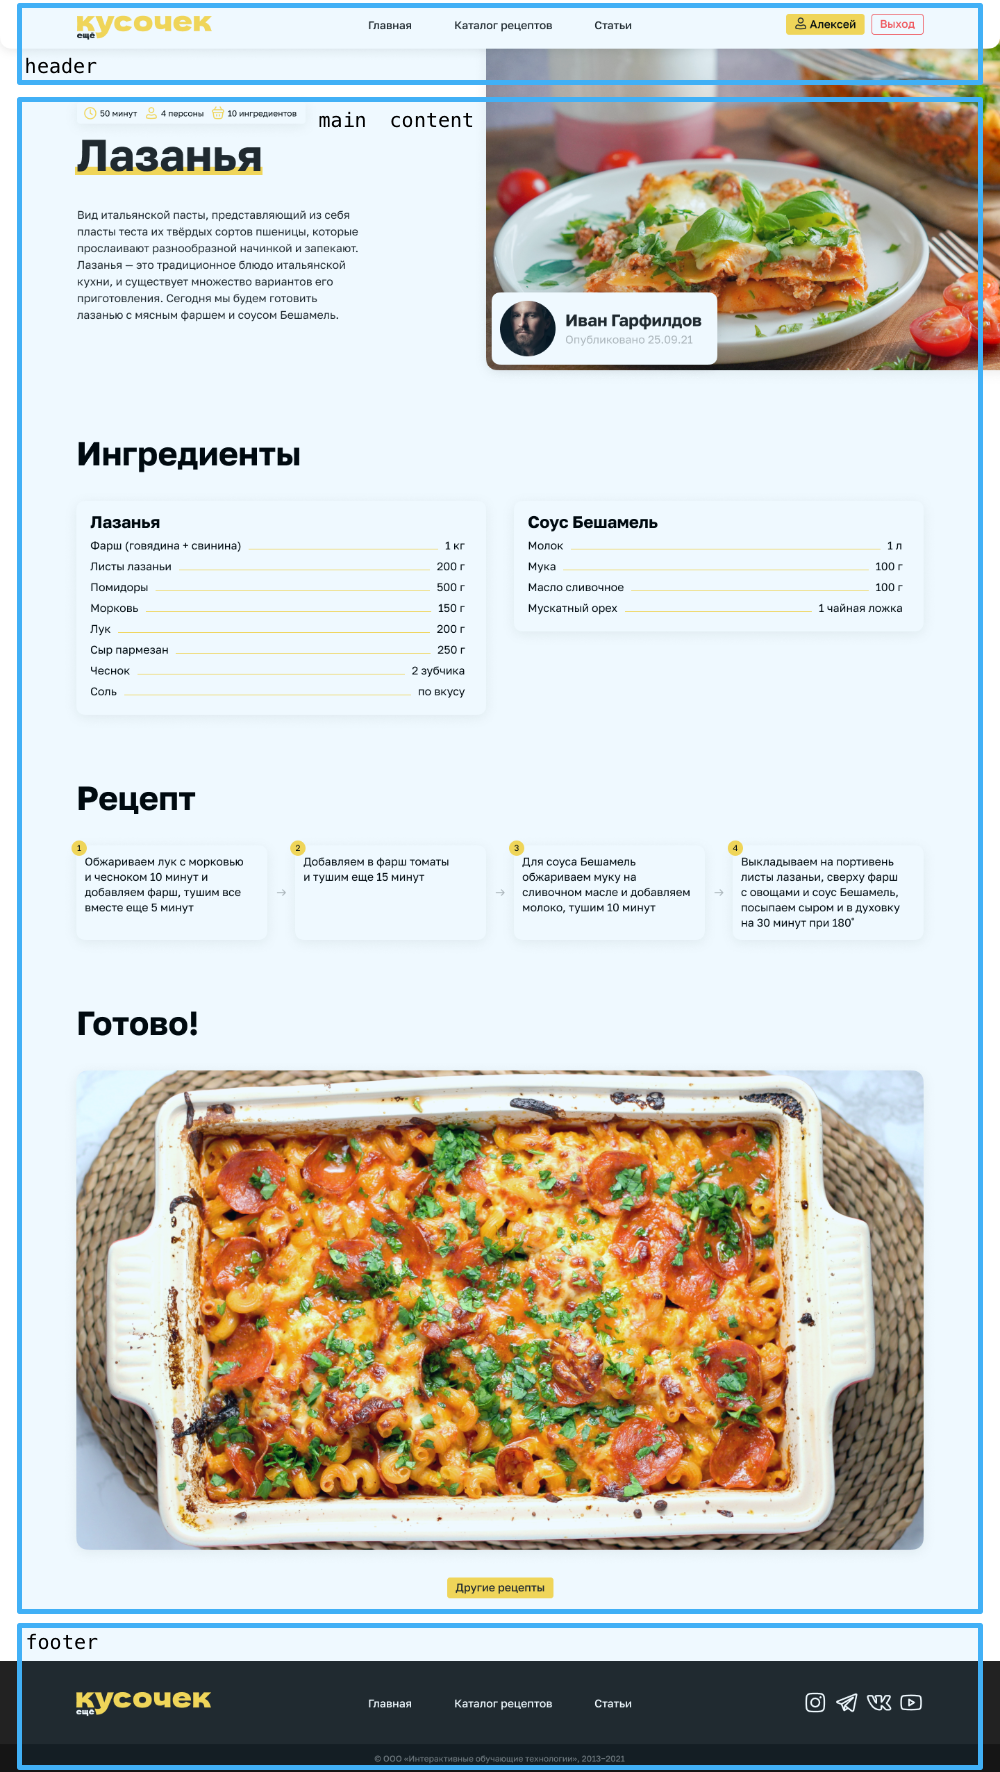 кусочек
ещё
Главная Каталог рецептов Статьи
Алексей Выход
header
50 минут 4 персоны 10 ингредиентов
main content
Лазанья
Вид итальянской пасты, представляющий из себя
пласты теста их твёрдых сортов пшеницы, которые
прослаивают разнообразной начинкой и запекают.
Лазанья — это традиционное блюдо итальянской
кухни, и существует множество вариантов его
приготовления. Сегодня мы будем готовить
лазанью с мясным фаршем и соусом Бешамель.
Иван Гарфилдов
Опубликовано 25.09.21
Ингредиенты
Лазанья
Фарш (говядина + свинина) 1 кг
Листы лазаньи 200 г
Помидоры 500 г
Морковь 150 г
Лук 200 г
Сыр пармезан 250 г
Чеснок 2 зубчика
Соль по вкусу
Соус Бешамель
Молок 1 л
Мука 100 г
Масло сливочное 100 г
Мускатный орех 1 чайная ложка
Рецепт
1
Обжариваем лук с морковью
и чесноком 10 минут и
добавляем фарш, тушим все
вместе еще 5 минут
2
Добавляем в фарш томаты
и тушим еще 15 минут
3
Для соуса Бешамель
обжариваем муку на
сливочном масле и добавляем
молоко, тушим 10 минут
4
Выкладываем на портивень
листы лазаньи, сверху фарш
с овощами и соус Бешамель,
посыпаем сыром и в духовку
на 30 минут при 180˚
Готово!
Другие рецепты
footer
кусочек
ещё
Главная Каталог рецептов Статьи
© ООО «Интерактивные обучающие технологии», 2013–2021